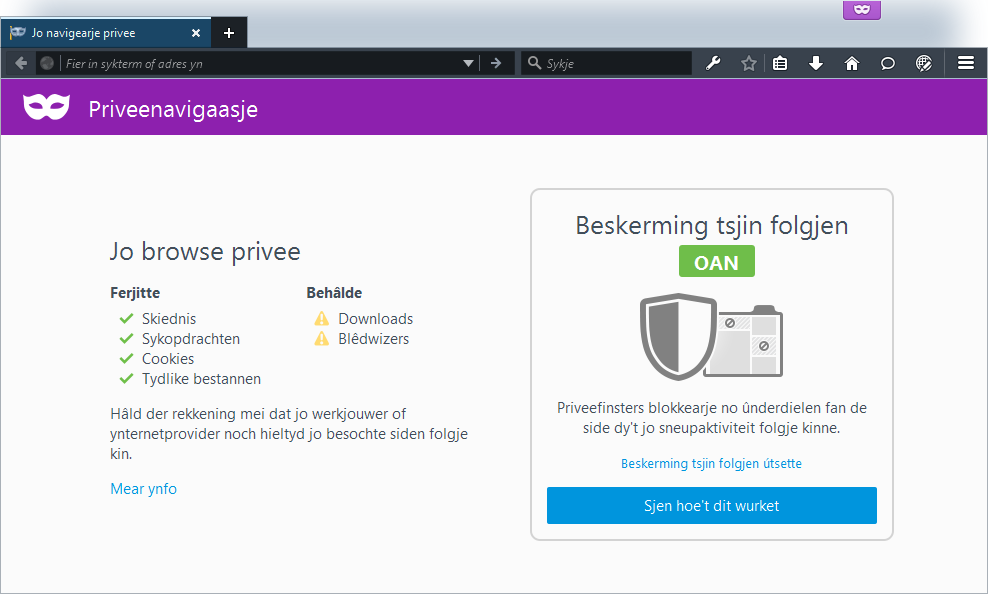 Jo navigearje privee
Fier in sykterm of adres yn
Sykje
Priveenavigaasje
Jo browse privee
Ferjitte
Skiednis
Sykopdrachten
Cookies
Tydlike bestannen
Behâlde
Downloads
Blêdwizers
Hâld der rekkening mei dat jo werkjouwer of
ynternetprovider noch hieltyd jo besochte siden folgje
kin.
Mear ynfo
Beskerming tsjin folgjen
OAN
Priveefinsters blokkearje no ûnderdielen fan de
side dy't jo sneupaktiviteit folgje kinne.
Beskerming tsjin folgjen útsette
Sjen hoe't dit wurket